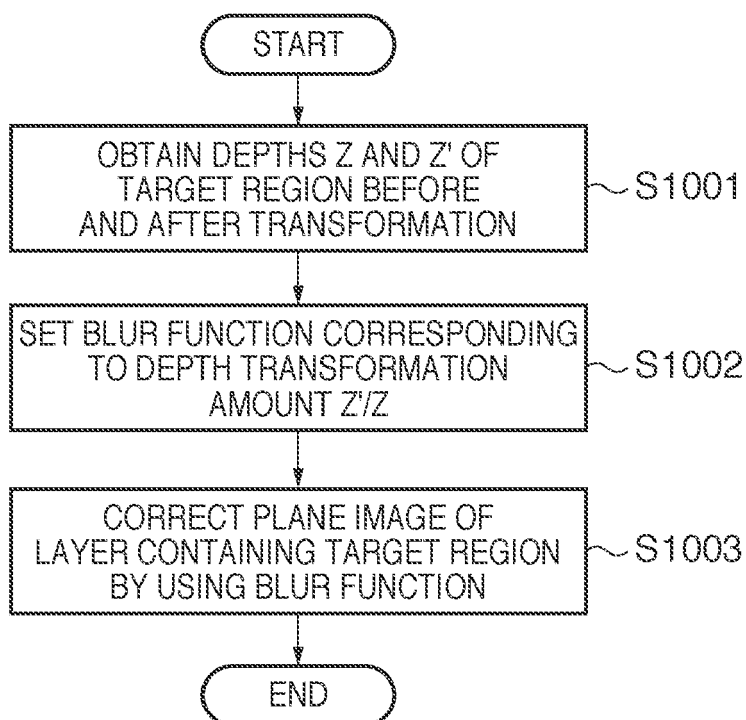 START
OBTAIN DEPTHS Z AND Z' OF
TARGET REGION BEFORE
AND AFTER TRANSFORMATION
S1001
SET BLUR FUNCTION CORRESPONDING
TO DEPTH TRANSFORMATION
AMOUNT Z'/Z
S1002
CORRECT PLANE IMAGE OF
LAYER CONTAINING TARGET REGION
BY USING BLUR FUNCTION
S1003
END